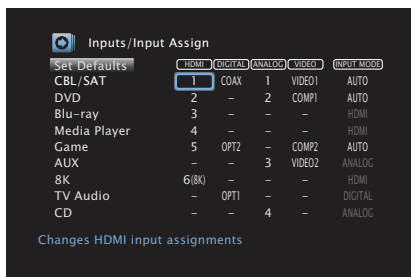 Inputs/Input Assign
Set Defaults HDMI DIGITAL ANALOG VIDEO INPUT MODE
CBL/SAT 1 COAX 1 VIDEO1 AUTO
DVD 2 – 2 COMP1 AUTO
Blu-ray 3 – – – HDMI
Media Player 4 – – – HDMI
Game 5 OPT2 – COMP2 AUTO
AUX – – 3 VIDEO2 ANALOG
8K 6(8K) – – – HDMI
TV Audio – OPT1 – – DIGITAL
CD – – 4 – ANALOG
Changes HDMI input assignments